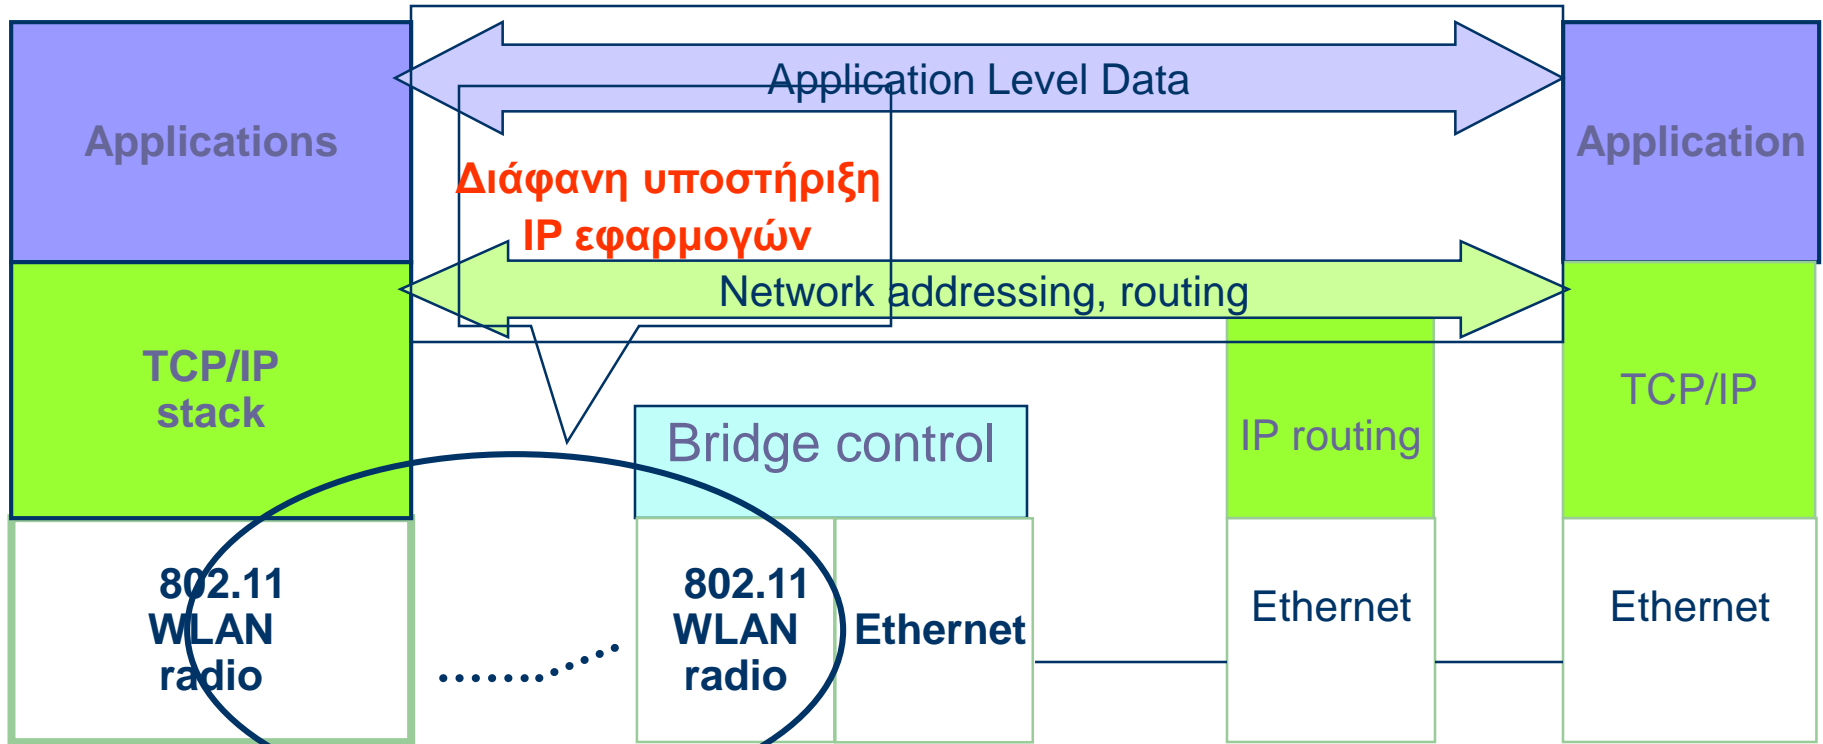 Application Level Data
Applications
Application
Διάφανη υποστήριξη
IP εφαρμογών
Network addressing, routing
TCP/IP
stack
TCP/IP
Bridge control
IP routing
802.11
WLAN
radio
802.11
WLAN
radio
Ethernet
Ethernet
Ethernet